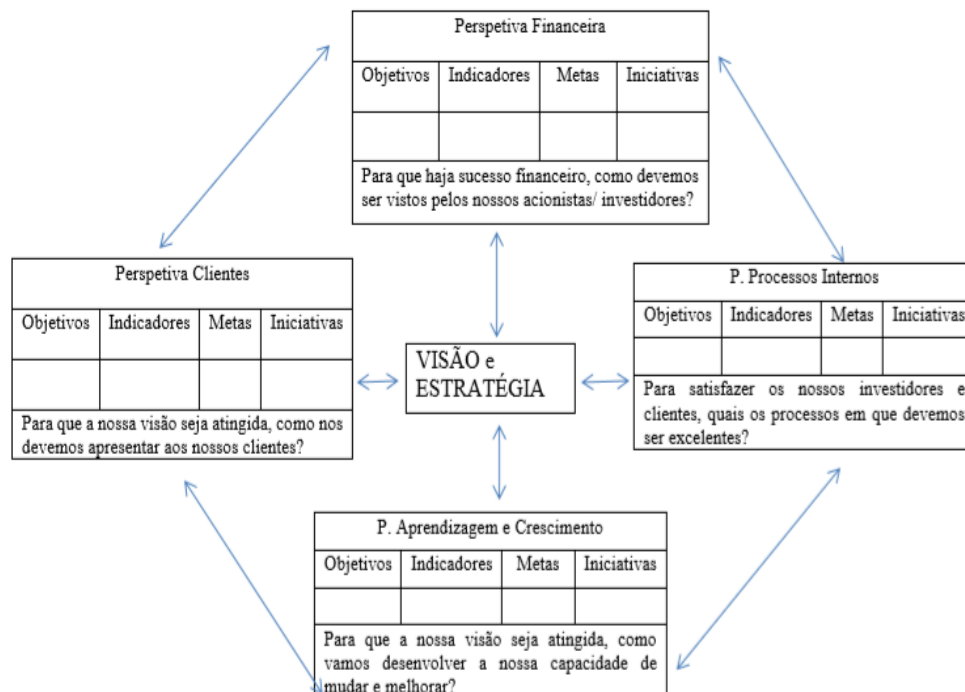 Perspetiva Financeira
Objetivos Indicadores Metas Iniciativas
Para que haja sucesso financeiro, como devemos
ser vistos pelos nossos acionistas/ investidores?
Perspetiva Clientes
Objetivos Indicadores Metas Iniciativas
Para que a nossa visão seja atingida, como nos
devemos apresentar aos nossos clientes?
VISÃO e
ESTRATÉGIA
P. Processos Internos
Objetivos Indicadores Metas Iniciativas
Para satisfazer os nossos investidores e
clientes, quais os processos em que devemos
ser excelentes?
P. Aprendizagem e Crescimento
Objetivos Indicadores Metas Iniciativas
Para que a nossa visão seja atingida, como
vamos desenvolver a nossa capacidade de
mudar e melhorar?